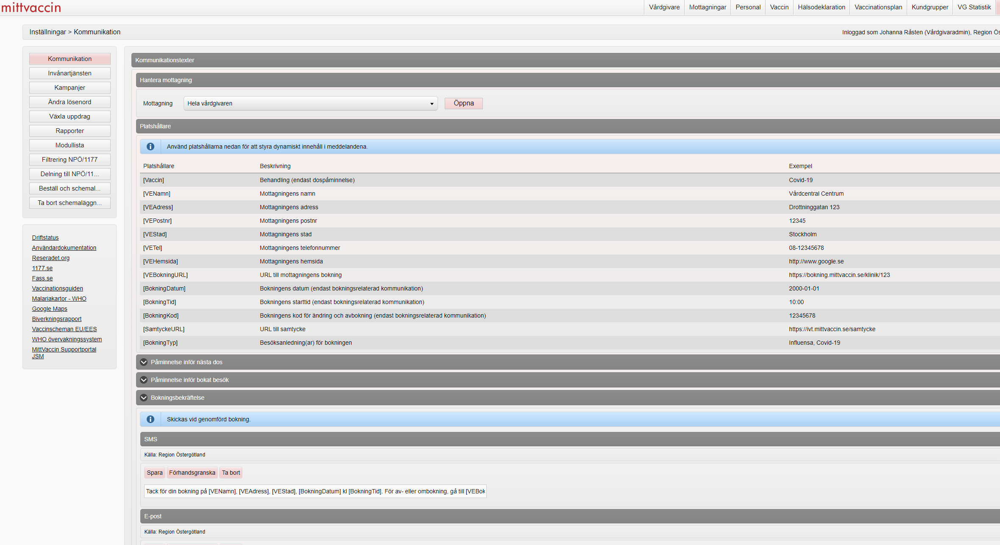 mittvaccin
Vårdgivare Mottagningar Personal Vaccin Hälsodeklaration Vaccinationsplan Kundgrupper VG Statistik
Inställningar > Kommunikation
Inloggad som Johanna Råsten (Vårdgivaradmin), Region Ös
Kommunikation
Invånartjänsten
Kampanjer
Ändra lösenord
Växla uppdrag
Rapporter
Modullista
Filtrering NPÖ/1177
Delning till NPÖ/11...
Beställ och schemal...
Ta bort schemaläggn...
Driftstatus
Användardokumentation
Reseradet.org
1177.se
Fass.se
Vaccinationsguiden
Malariakartor - WHO
Google Maps
Biverkningsrapport
Vaccinscheman EU/EES
WHO övervakningssystem
MittVaccin Supportportal
JSM
Kommunikationstexter
Hantera mottagning
Mottagning Hela vårdgivaren Öppna
Platshållare
Använd platshållarna nedan för att styra dynamiskt innehåll i meddelandena.
Platshållare Beskrivning Exempel
[Vaccin] Behandling (endast dospåminnelse) Covid-19
[VENamn] Mottagningens namn Vårdcentral Centrum
[VEAdress] Mottagningens adress Drottninggatan 123
[VEPostnr] Mottagningens postnr 12345
[VEStad] Mottagningens stad Stockholm
[VETel] Mottagningens telefonnummer 08-12345678
[VEHemsida] Mottagningens hemsida http://www.google.se
[VEBokningURL] URL till mottagningens bokning https://bokning.mittvaccin.se/klinik/123
[BokningDatum] Bokningens datum (endast bokningsrelaterad kommunikation) 2000-01-01
[BokningTid] Bokningens starttid (endast bokningsrelaterad kommunikation) 10:00
[BokningKod] Bokningens kod för ändring och avbokning (endast bokningsrelaterad kommunikation) 12345678
[SamtyckeURL] URL till samtycke https://ivt.mittvaccin.se/samtycke
[BokningTyp] Besöksanledning(ar) för bokningen Influensa, Covid-19
Påminnelse inför nästa dos
Påminnelse inför bokat besök
Bokningsbekräftelse
Skickas vid genomförd bokning.
SMS
Källa: Region Östergötland
Spara Förhandsgranska Ta bort
Tack för din bokning på [VENamn], [VEAdress], [VEStad], [BokningDatum] kl [BokningTid]. För av- eller ombokning, gå till [VEBok
E-post
Källa: Region Östergötland